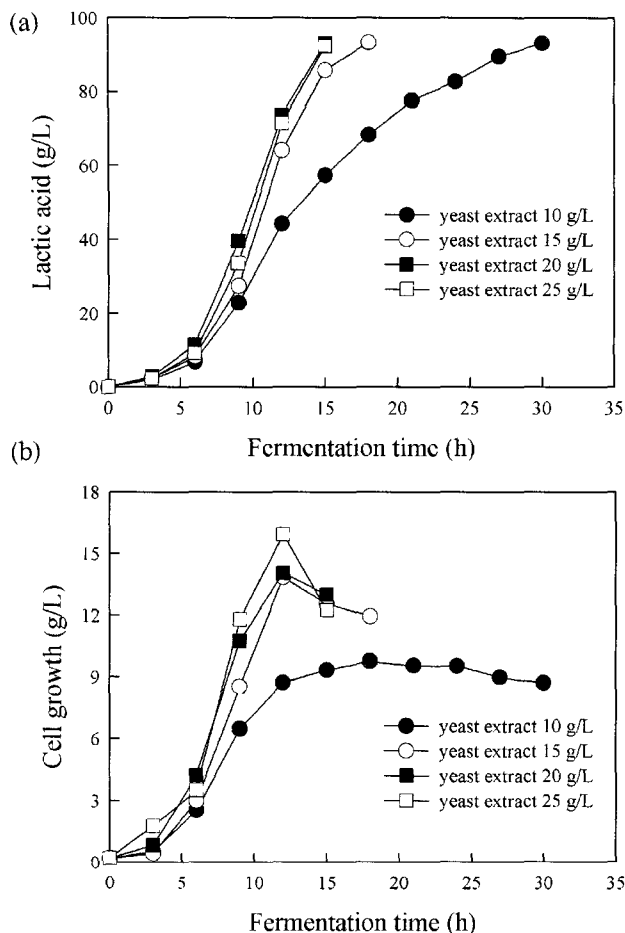 (a)
100
80
60
40
20
0
Lactic acid (g/L)
yeast extract 10 g/L
yeast extract 15 g/L
yeast extract 20 g/L
yeast extract 25 g/L
0 5 10 15 20 25 30 35
Fermentation time (h)
(b)
18
15
12
9
6
3
0
Cell growth (g/L)
yeast extract 10 g/L
yeast extract 15 g/L
yeast extract 20 g/L
yeast extract 25 g/L
0 5 10 15 20 25 30 35
Fermentation time (h)